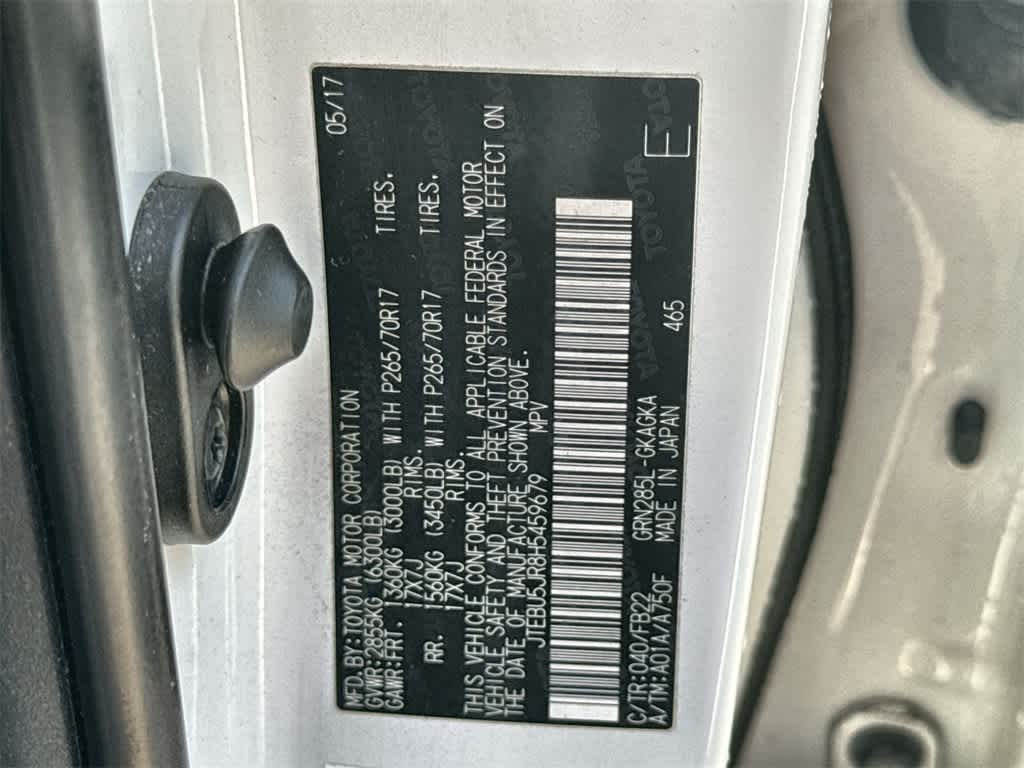 MFD.BY:TOYOTA MOTOR CORPORATION 05/17
GVWR:2855KG (6300LB)
GAWR:FRT. 1360KG (3000LB) WITH P265/70R17 TIRES,
17X7J RIMS.
RR. 1560KG (3450LB) WITH P265/70R17 TIRES,
17X7J RIMS.
THIS VEHICLE CONFORMS TO ALL APPLICABLE FEDERAL MOTOR
VEHICLE SAFETY AND THEFT PREVENTION STANDARDS IN EFFECT ON
THE DATE OF MANUFACTURE SHOWN ABOVE.
JTEBU5JR8H5459679 MPV
C/TR:040/FB22 GRN285L-GKAGKA 465 E
A/TM:A01A/A750F MADE IN JAPAN
TOYOTA